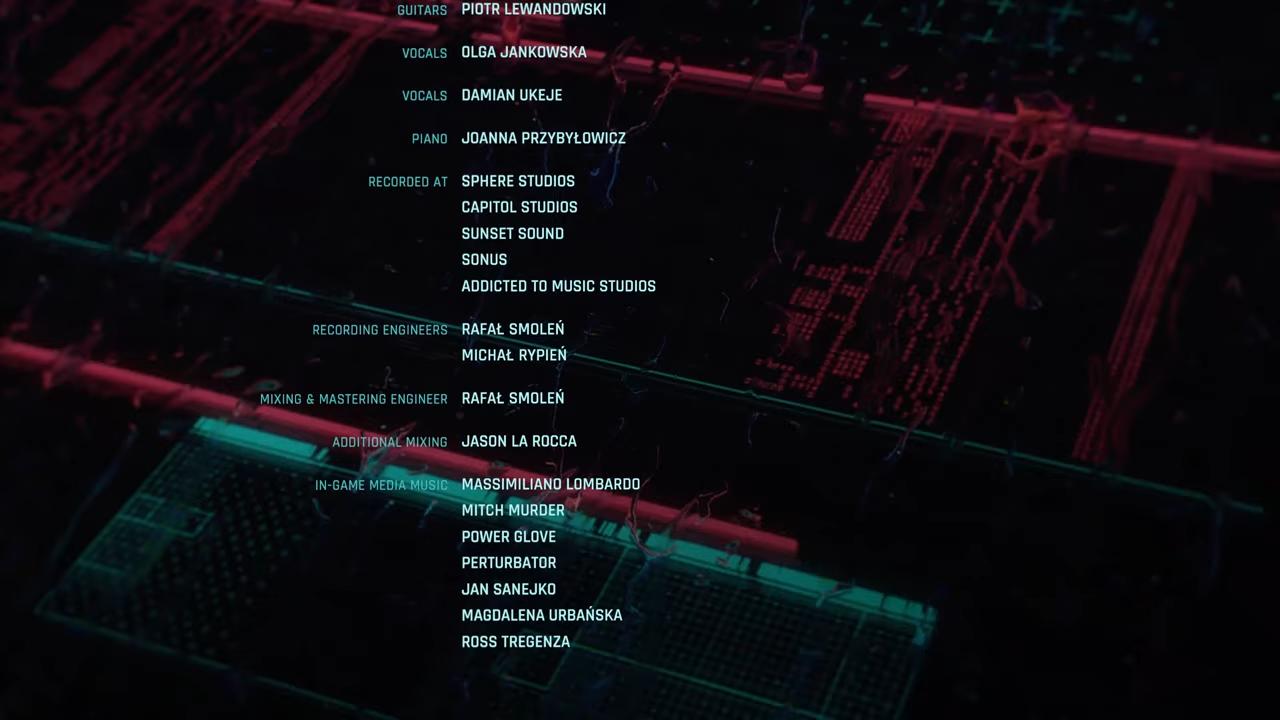 GUITARS PIOTR LEWANDOWSKI
VOCALS OLGA JANKOWSKA
VOCALS DAMIAN UKEJE
PIANO JOANNA PRZYBYŁOWICZ
RECORDED AT SPHERE STUDIOS
CAPITOL STUDIOS
SUNSET SOUND
SONUS
ADDICTED TO MUSIC STUDIOS
RECORDING ENGINEERS RAFAŁ SMOLEŃ
MICHAŁ RYPIEŃ
MIXING & MASTERING ENGINEER RAFAŁ SMOLEŃ
ADDITIONAL MIXING JASON LA ROCCA
IN-GAME MEDIA MUSIC MASSIMILIANO LOMBARDO
MITCH MURDER
POWER GLOVE
PERTURBATOR
JAN SANEJKO
MAGDALENA URBAŃSKA
ROSS TREGENZA